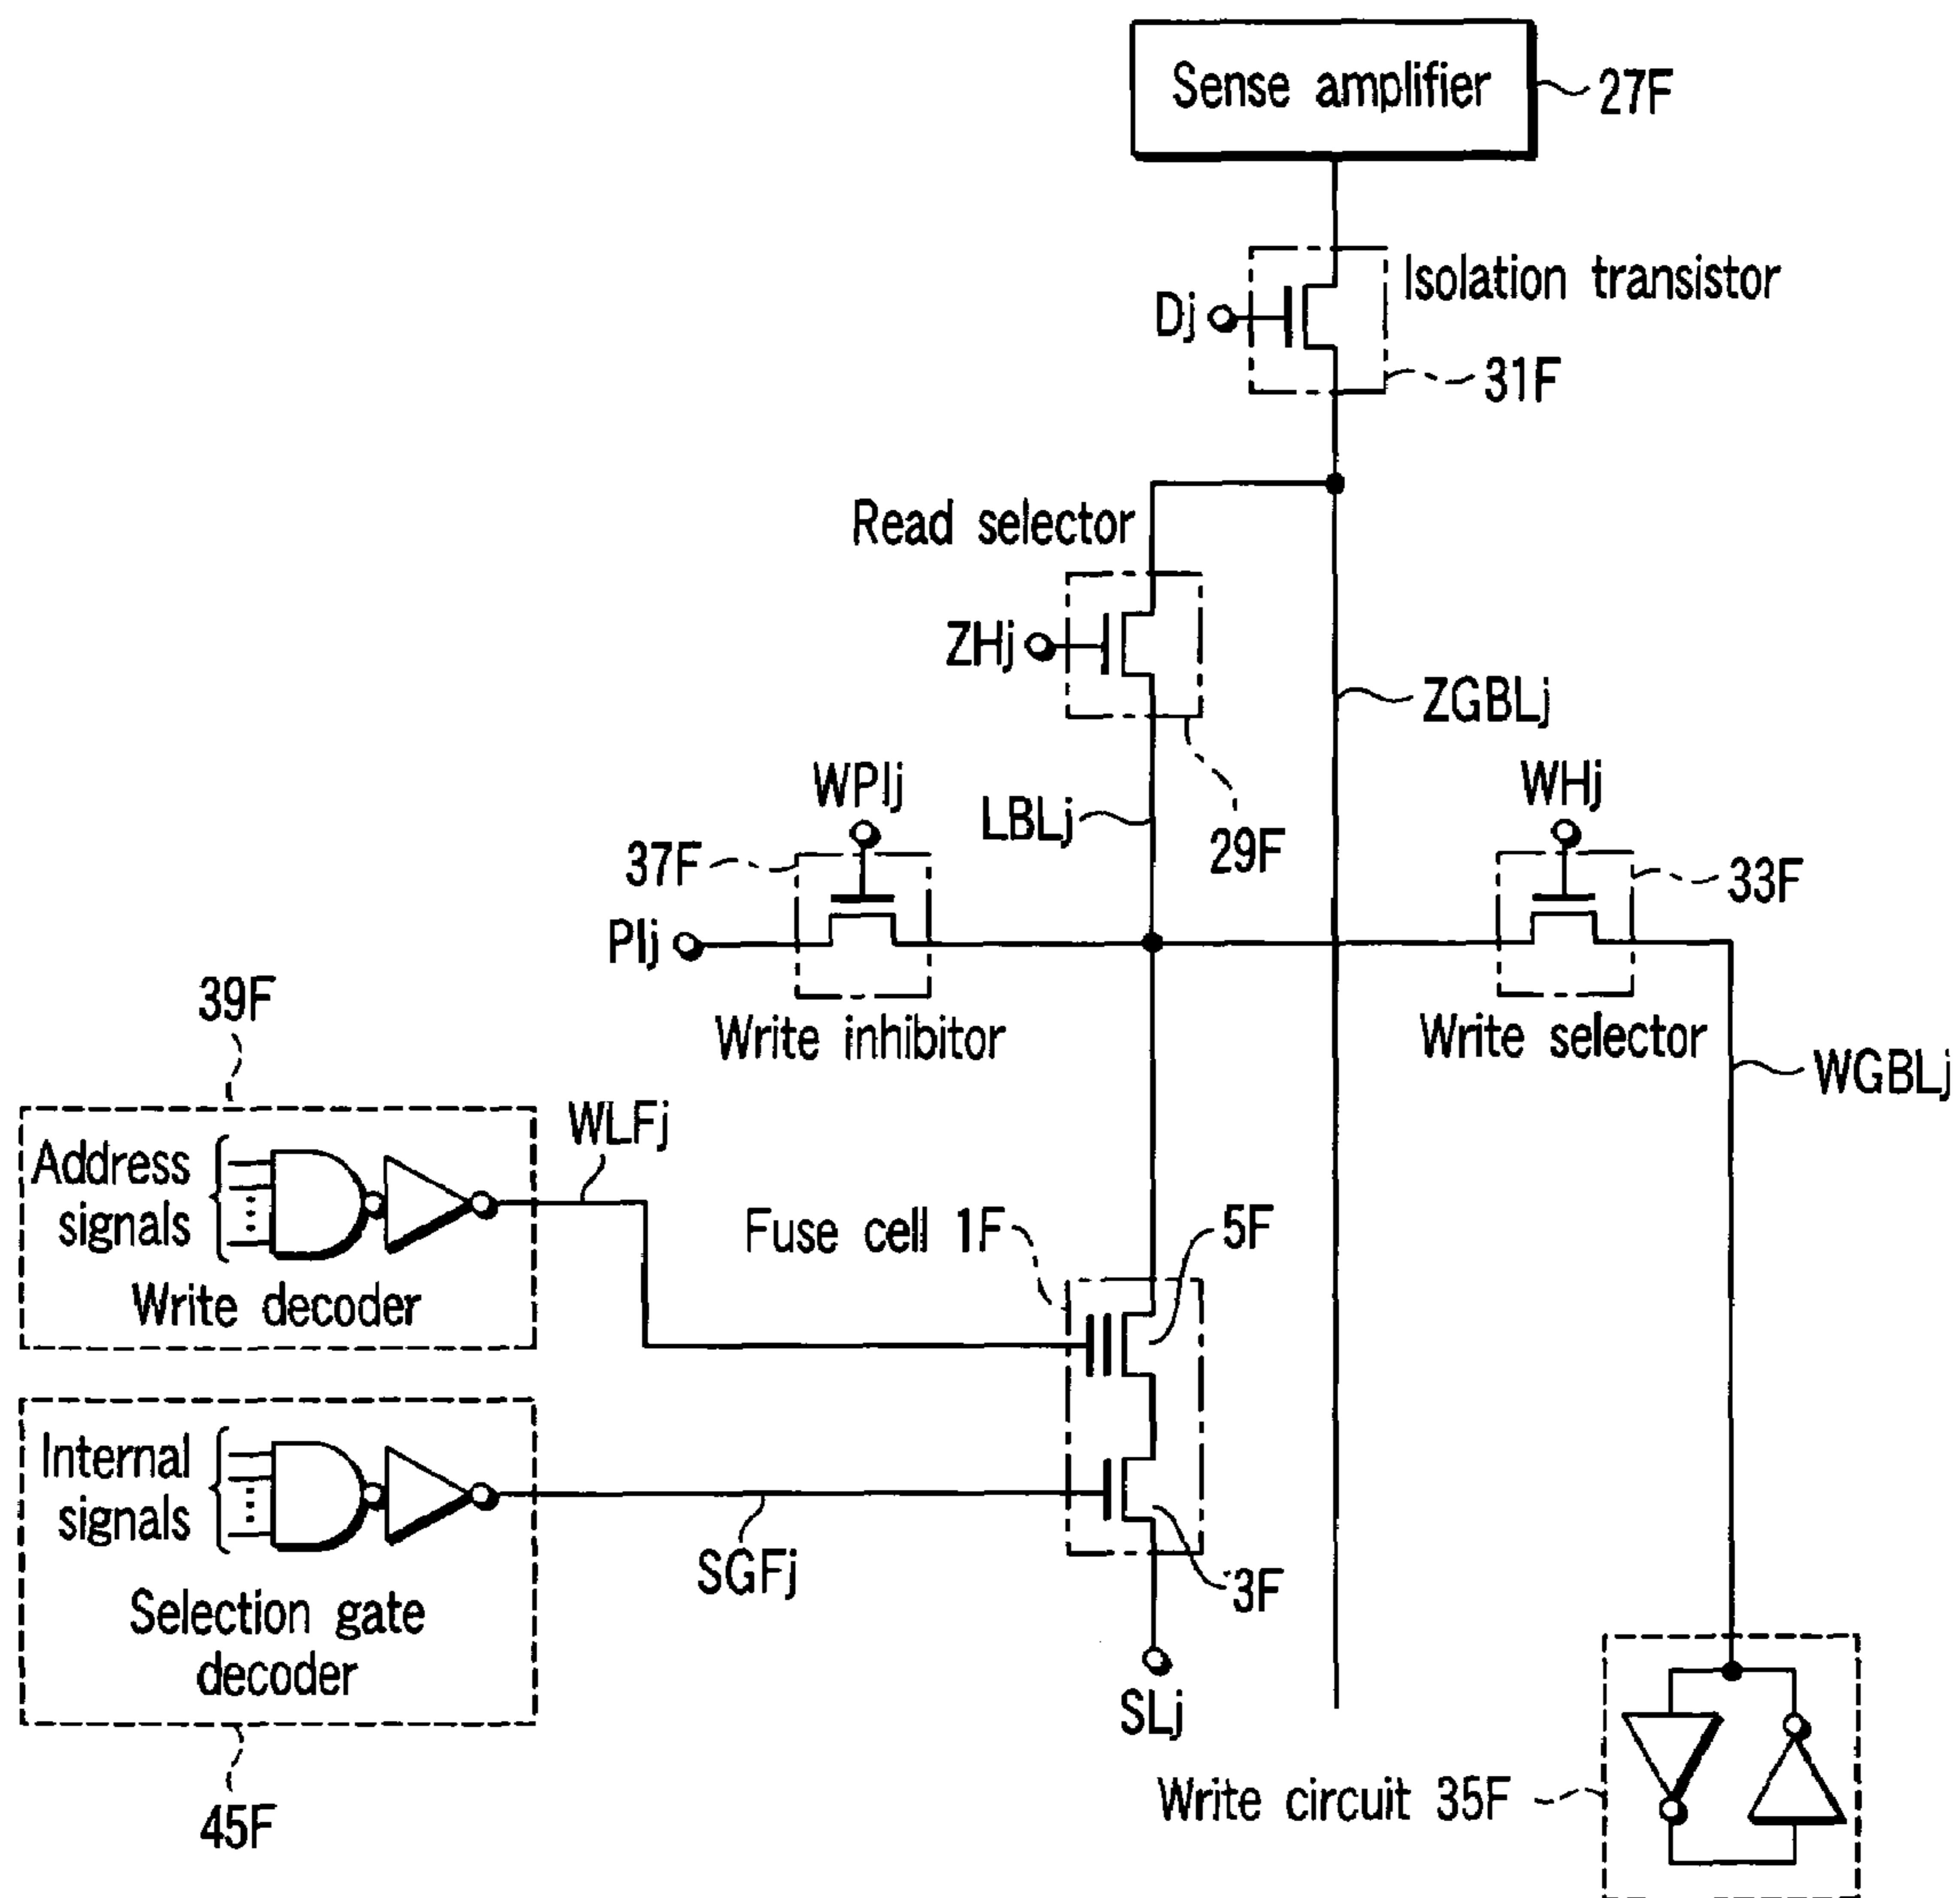 Sense amplifier
27F
Isolation transistor
Dj
31F
Read selector
ZHj
ZGBLj
WPIj
WHj
LBLj
29F
37F
33F
PIj
39F
Write inhibitor
Write selector
WGBLj
WLFj
Address
signals
Write decoder
Fuse cell 1F
5F
Internal
signals
SGFj
3F
Selection gate
decoder
SLj
Write circuit 35F
45F